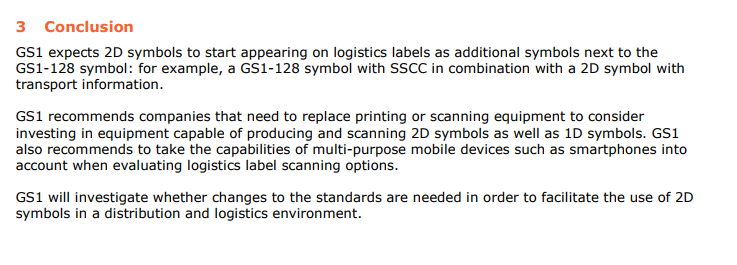 3 Conclusion
GS1 expects 2D symbols to start appearing on logistics labels as additional symbols next to the
GS1-128 symbol: for example, a GS1-128 symbol with SSCC in combination with a 2D symbol with
transport information.
GS1 recommends companies that need to replace printing or scanning equipment to consider
investing in equipment capable of producing and scanning 2D symbols as well as 1D symbols. GS1
also recommends to take the capabilities of multi-purpose mobile devices such as smartphones into
account when evaluating logistics label scanning options.
GS1 will investigate whether changes to the standards are needed in order to facilitate the use of 2D
symbols in a distribution and logistics environment.